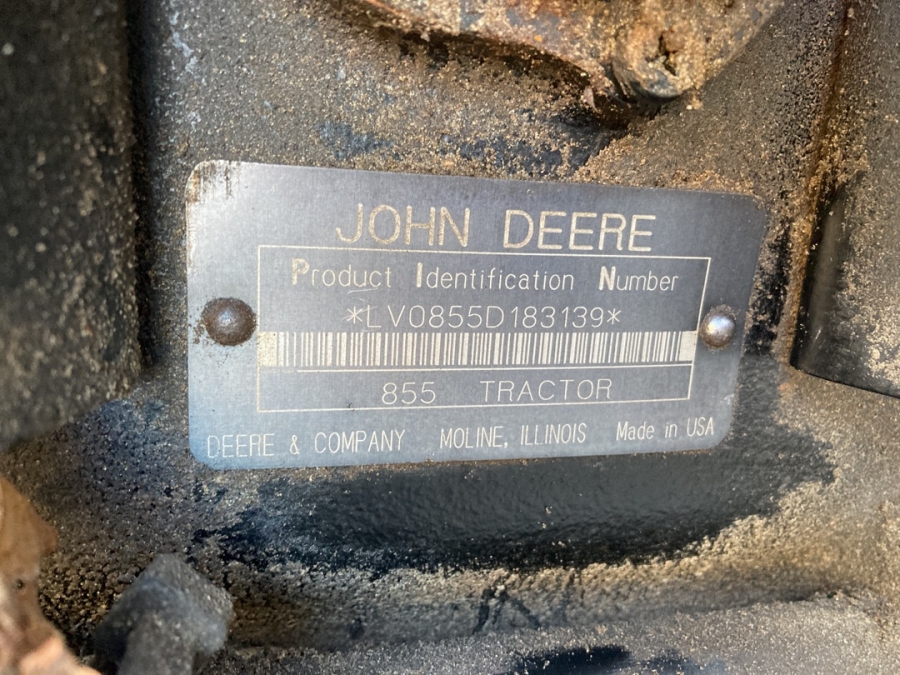 JOHN DEERE
Product Identification Number
*LV0855D183139*
855 TRACTOR
DEERE & COMPANY MOLINE, ILLINOIS Made in USA